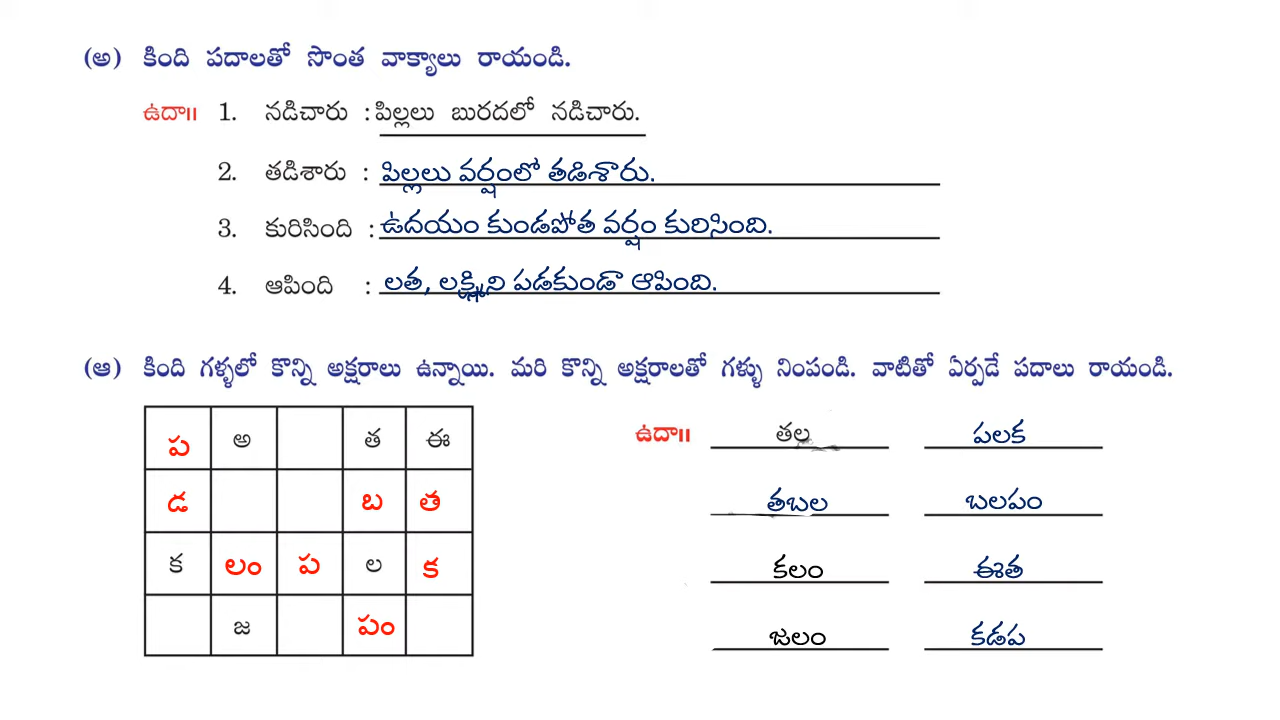 (అ) కింది పదాలతో సొంత వాక్యాలు రాయండి.
ఉదా॥ 1. నడిచారు : పిల్లలు బురదలో నడిచారు.
2. తడిశారు : పిల్లలు వర్షంలో తడిశారు.
3. కురిసింది : ఉదయం కుండపోత వర్షం కురిసింది.
4. ఆపింది : లత, లక్ష్మిని పడకుండా ఆపింది.
(ఆ) కింది గళ్ళలో కొన్ని అక్షరాలు ఉన్నాయి. మరి కొన్ని అక్షరాలతో గళ్ళు నింపండి. వాటితో ఏర్పడే పదాలు రాయండి.
ప అ త ఈ
డ బ త
క లం ప ల క
జ పం
ఉదా॥ తల పలక
తబల బలపం
కలం ఈత
జలం కడప